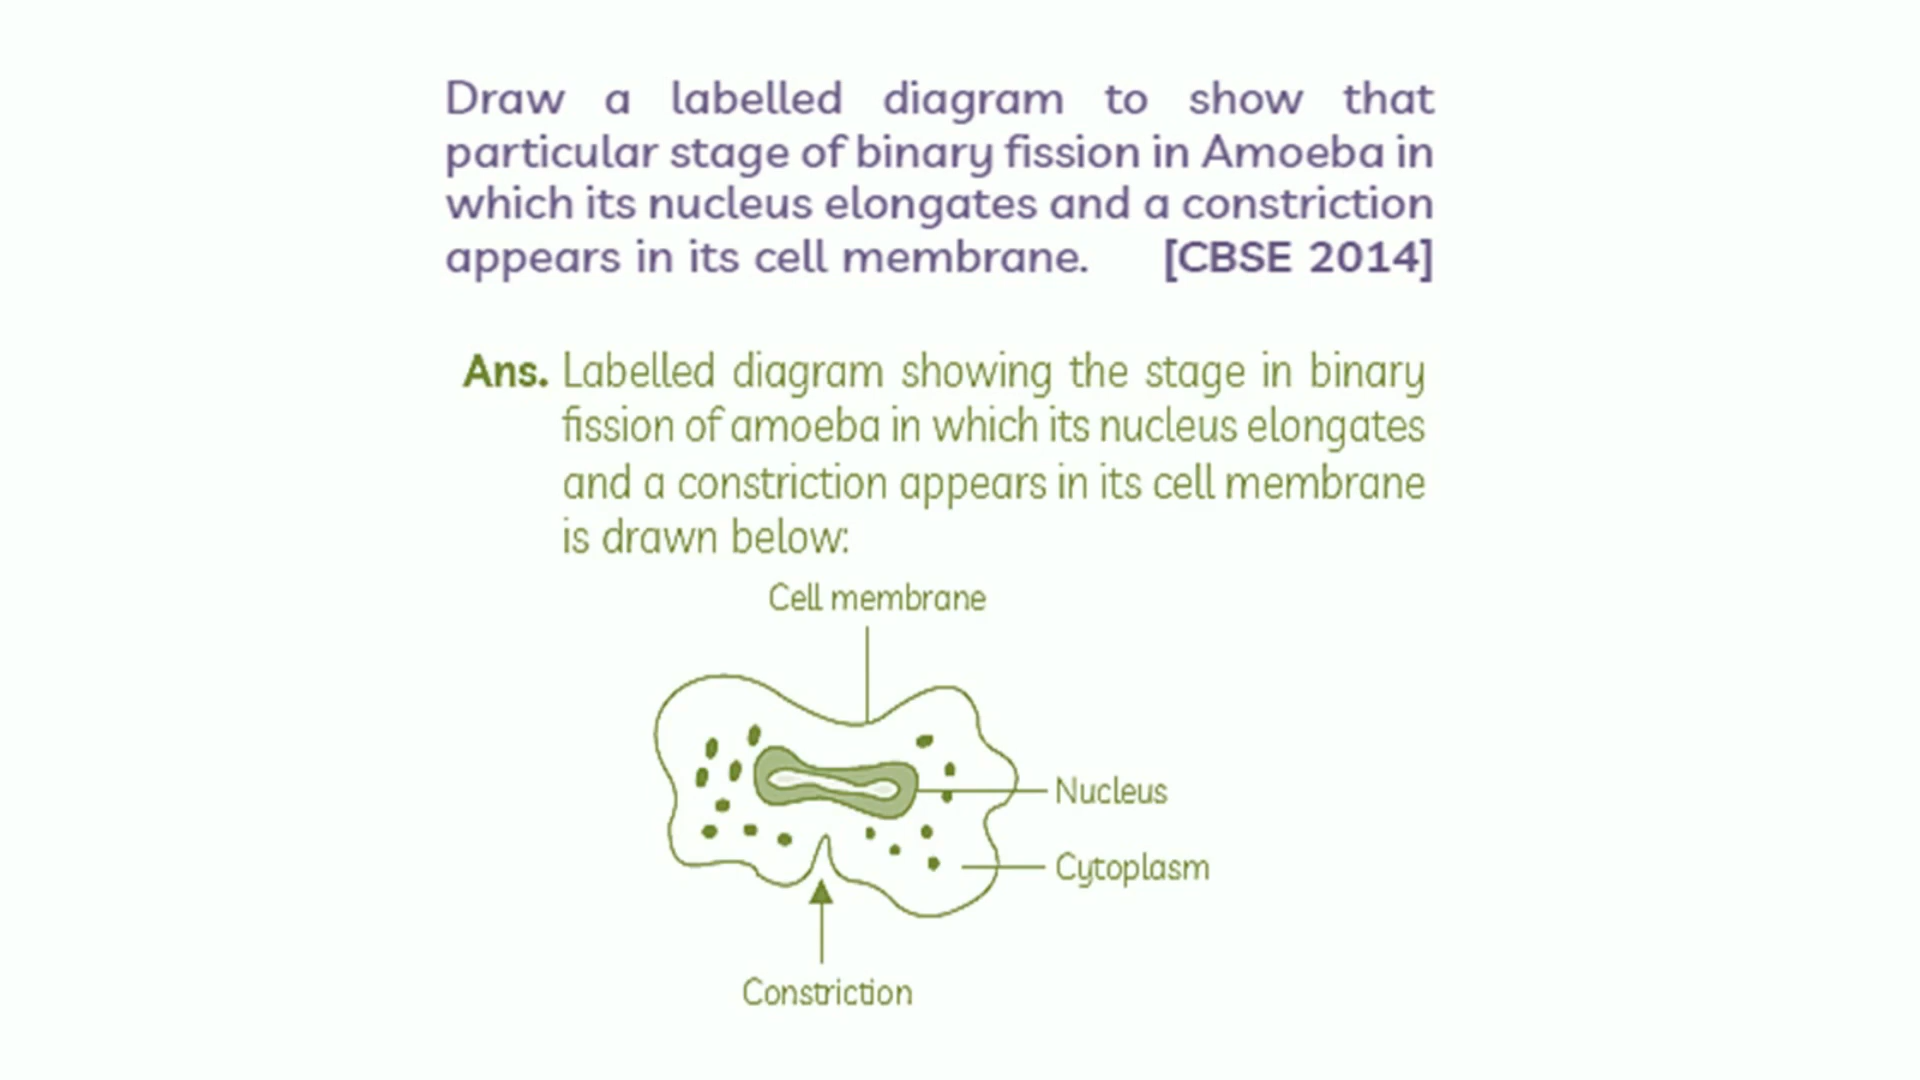 Draw a labelled diagram to show that
particular stage of binary fission in Amoeba in
which its nucleus elongates and a constriction
appears in its cell membrane. [CBSE 2014]
Ans. Labelled diagram showing the stage in binary
fission of amoeba in which its nucleus elongates
and a constriction appears in its cell membrane
is drawn below:
Cell membrane
Nucleus
Cytoplasm
Constriction